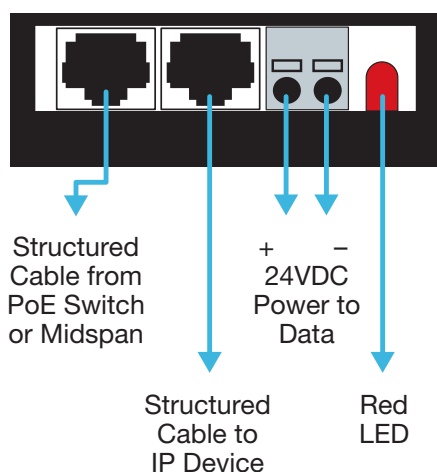 Structured
Cable from
PoE Switch
or Midspan
+ –
24VDC
Power to
Data
Structured
Cable to
IP Device
Red
LED